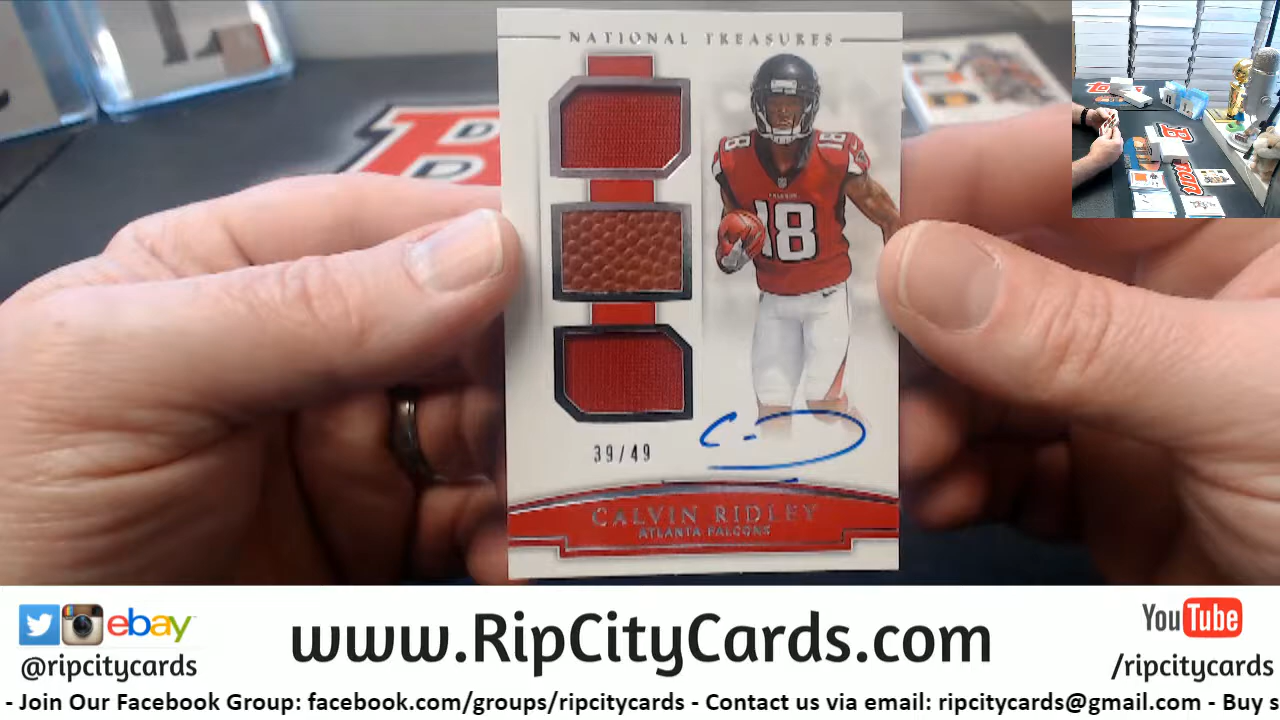 NATIONAL TREASURES
18
18
18
39/49
CALVIN RIDLEY
ATLANTA FALCONS
ebay
@ripcitycards
www.RipCityCards.com
YouTube
/ripcitycards
- Join Our Facebook Group: facebook.com/groups/ripcitycards - Contact us via email: ripcitycards@gmail.com - Buy s